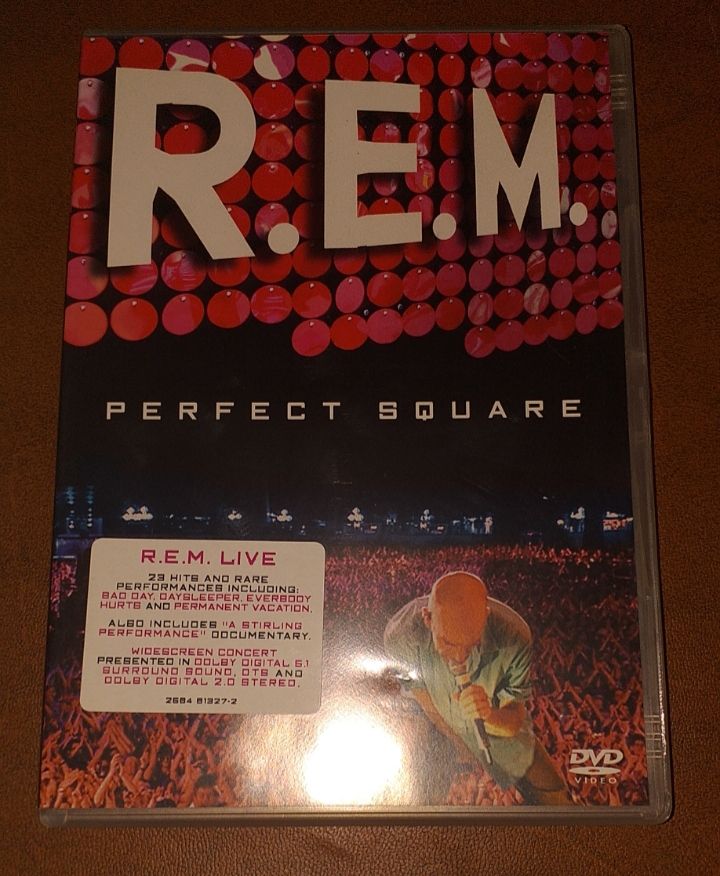 R.E.M.
PERFECT SQUARE
R.E.M. LIVE
23 HITS AND RARE
PERFORMANCES INCLUDING:
BAD DAY, DAYSLEEPER, EVERYBODY
HURTS AND PERMANENT VACATION.
ALSO INCLUDES "A STIRLING
PERFORMANCE" DOCUMENTARY.
WIDESCREEN CONCERT
PRESENTED IN DOLBY DIGITAL 5.1
SURROUND SOUND, DTS AND
DOLBY DIGITAL 2.0 STEREO.
2564 61327-2
DVD
VIDEO